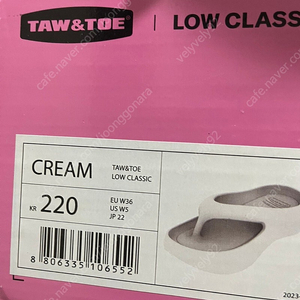 TAW&TOE
LOW CLASS
CREAM
TAW&TOE
LOW CLASSIC
KR 220
EU W36
US W5
JP 22
8 806335 106552
2023